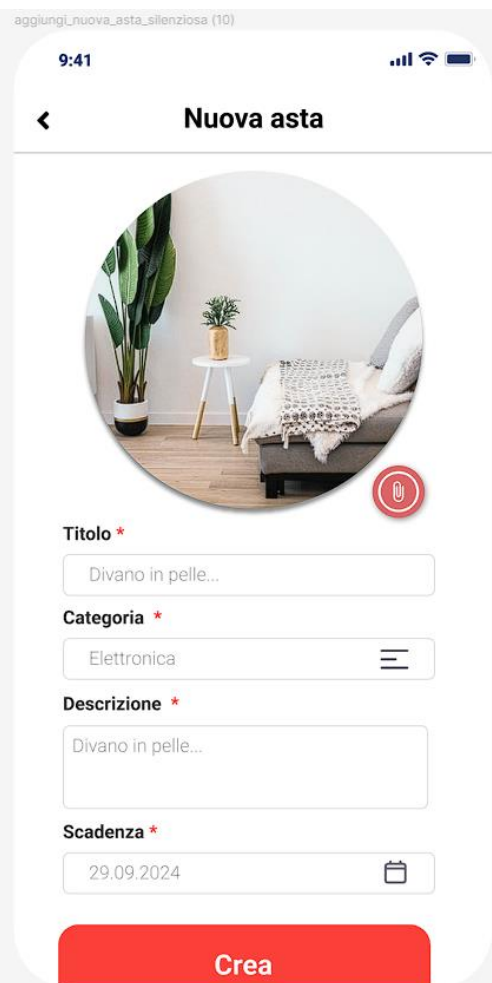 aggiungi_nuova_asta_silenziosa (10)
9:41
Nuova asta
Titolo *
Divano in pelle...
Categoria *
Elettronica
Descrizione *
Divano in pelle...
Scadenza *
29.09.2024
Crea